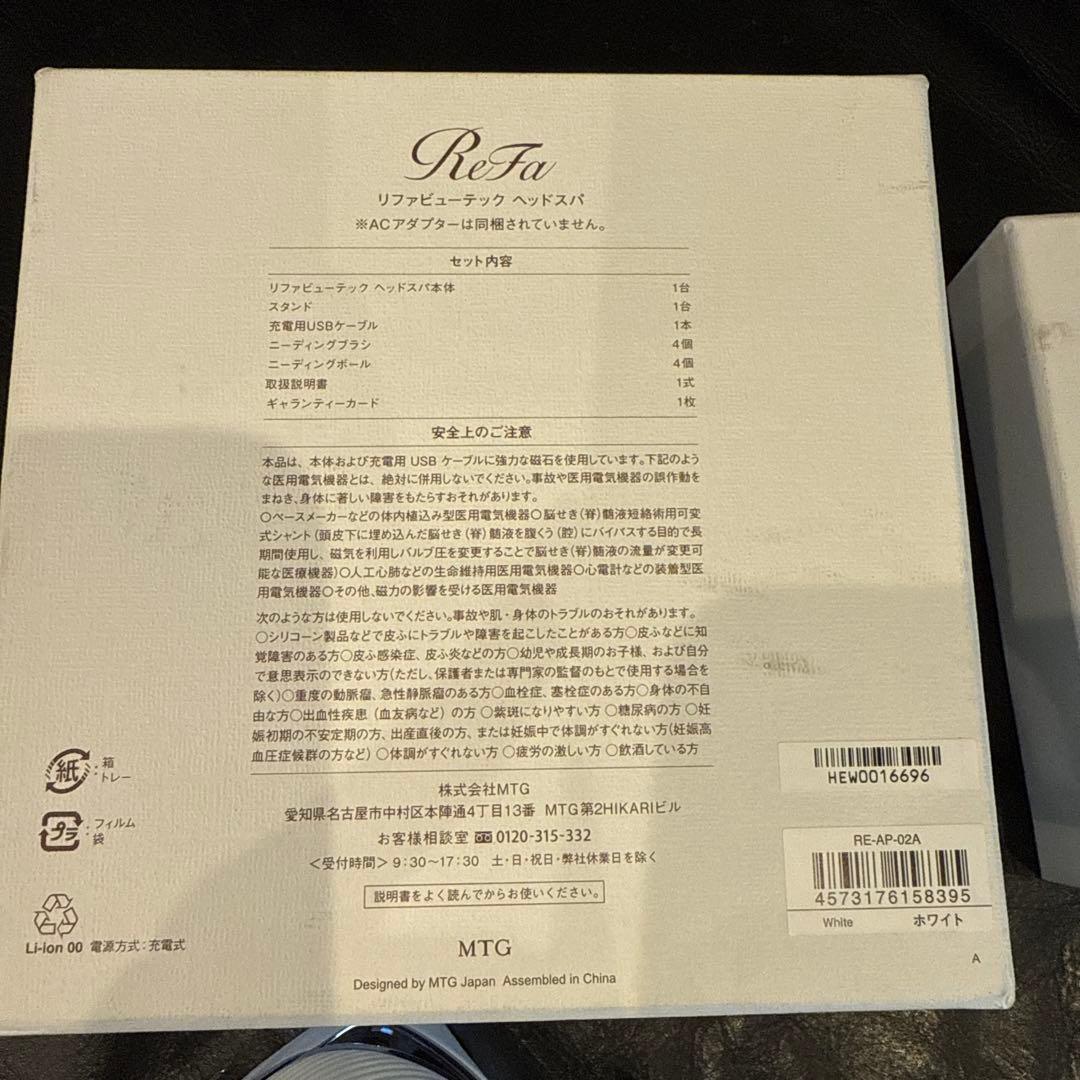 ReFa
リファビューテック ヘッドスパ
※ACアダプターは同梱されていません。
セット内容
リファビューテック ヘッドスパ本体 1台
スタンド 1台
充電用USBケーブル 1本
ニーディングブラシ 4個
ニーディングボール 4個
取扱説明書 1式
ギャランティーカード 1枚
安全上のご注意
本品は、本体および充電用 USB ケーブルに強力な磁石を使用しています。下記のよう
な医用電気機器とは、絶対に併用しないでください。事故や医用電気機器の誤作動を
まねき、身体に著しい障害をもたらすおそれがあります。
○ペースメーカーなどの体内植込み型医用電気機器○脳せき（脊）髄液短絡術用可変
式シャント（頭皮下に埋め込んだ脳せき（脊）髄液を腹くう（腔）にバイパスする目的で長
期間使用し、磁気を利用しバルブ圧を変更することで脳せき（脊）髄液の流量が変更可
能な医療機器）○人工心肺などの生命維持用医用電気機器○心電計などの装着型医
用電気機器○その他、磁力の影響を受ける医用電気機器
次のような方は使用しないでください。事故や肌・身体のトラブルのおそれがあります。
○シリコーン製品などで皮ふにトラブルや障害を起こしたことがある方○皮ふなどに知
覚障害のある方○皮ふ感染症、皮ふ炎などの方○幼児や成長期のお子様、および自分
で意思表示のできない方（ただし、保護者または専門家の監督のもとで使用する場合を
除く）○重度の動脈瘤、急性静脈瘤のある方○血栓症、塞栓症のある方○身体の不自
由な方○出血性疾患（血友病など）の方○紫斑になりやすい方○糖尿病の方○妊
娠初期の不安定期の方、出産直後の方、または妊娠中で体調がすぐれない方（妊娠高
血圧症候群の方など）○体調がすぐれない方○疲労の激しい方○飲酒している方
株式会社MTG
愛知県名古屋市中村区本陣通4丁目13番 MTG第2HIKARIビル
お客様相談室 0120-315-332
＜受付時間＞9：30〜17：30 土・日・祝日・弊社休業日を除く
説明書をよく読んでからお使いください。
MTG
Designed by MTG Japan Assembled in China
紙：箱
トレー
プラ：フィルム
袋
Li-ion 00 電源方式：充電式
HEW0016696
RE-AP-02A
4573176158395
White ホワイト
A